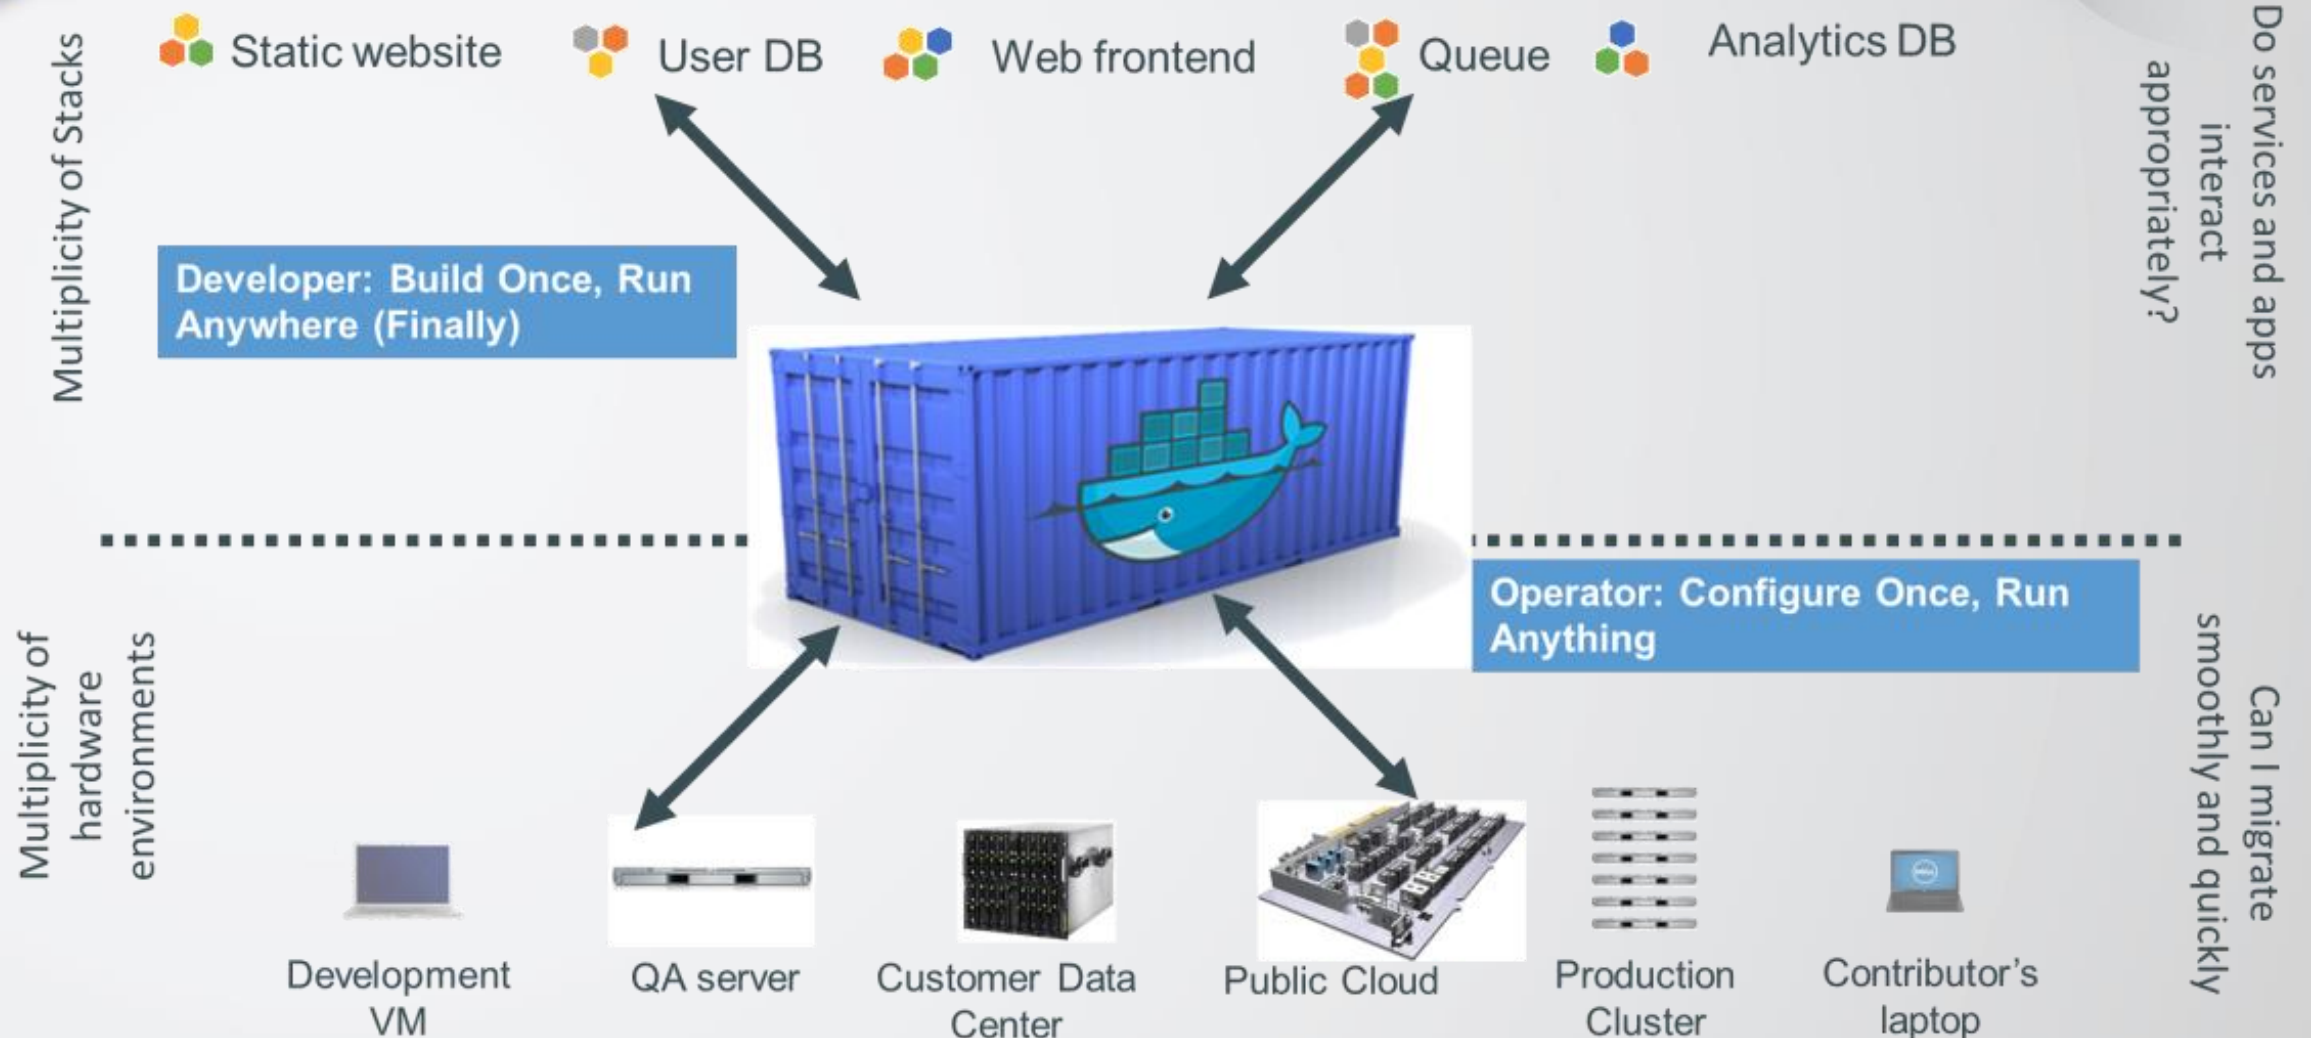 Static website
User DB
Web frontend
Queue
Analytics DB
Multiplicity of Stacks
Do services and apps
interact
appropriately?
Developer: Build Once, Run
Anywhere (Finally)
Operator: Configure Once, Run
Anything
Multiplicity of
hardware
environments
Can I migrate
smoothly and quickly
Development
VM
QA server
Customer Data
Center
Public Cloud
Production
Cluster
Contributor’s
laptop